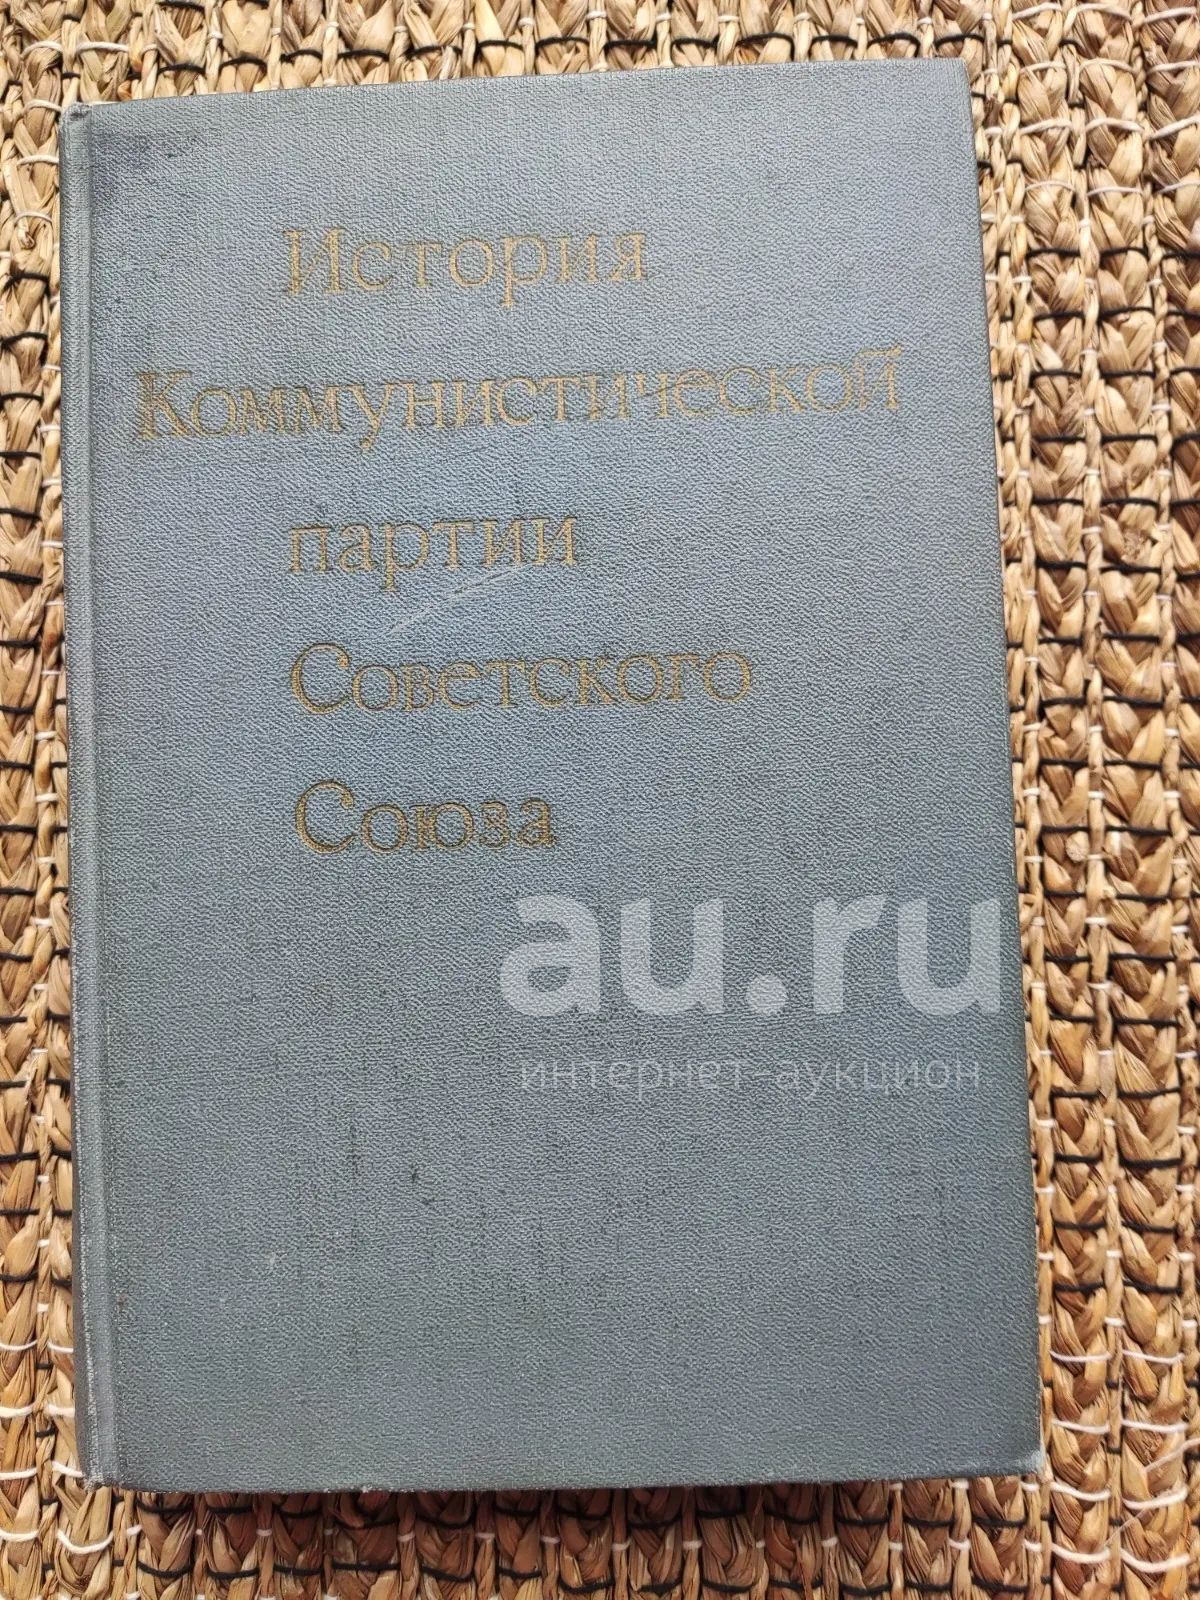 История
Коммунистической
партии
Советского
Союза
au.ru
интернет-аукцион